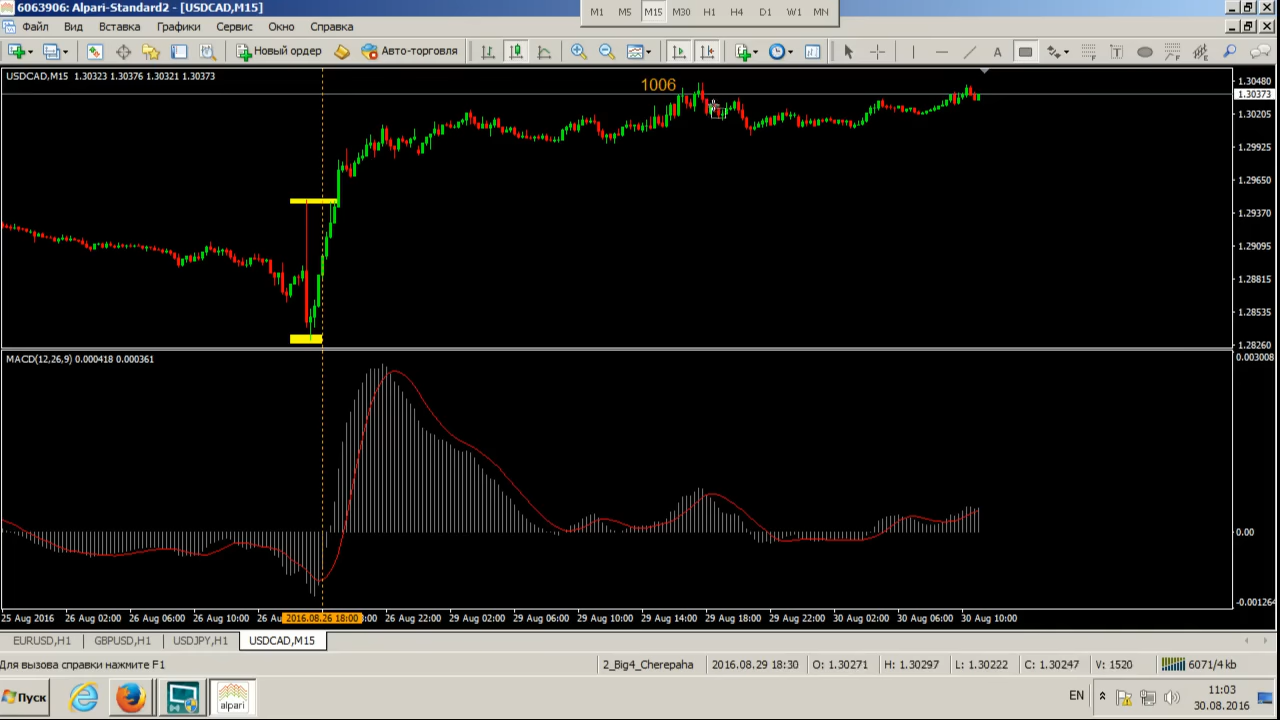 6063906: Alpari-Standard2 - [USDCAD,M15]
M1 M5 M15 M30 H1 H4 D1 W1 MN
Файл Вид Вставка Графики Сервис Окно Справка
Новый ордер Авто-торговля
USDCAD,M15 1.30323 1.30376 1.30321 1.30373
1006
1.30480
1.30373
1.30205
1.29925
1.29650
1.29370
1.29095
1.28815
1.28535
1.28260
MACD(12,26,9) 0.000418 0.000361
0.003008
0.00
-0.001264
25 Aug 2016 26 Aug 02:00 26 Aug 06:00 26 Aug 10:00 26 Au 2016.08.26 18:00 :00 26 Aug 22:00 29 Aug 02:00 29 Aug 06:00 29 Aug 10:00 29 Aug 14:00 29 Aug 18:00 29 Aug 22:00 30 Aug 02:00 30 Aug 06:00 30 Aug 10:00
EURUSD,H1 GBPUSD,H1 USDJPY,H1 USDCAD,M15
Для вызова справки нажмите F1 2_Big4_Cherepaha 2016.08.29 18:30 O: 1.30271 H: 1.30297 L: 1.30222 C: 1.30247 V: 1520 6071/4 kb
Пуск alpari EN 11:03
30.08.2016